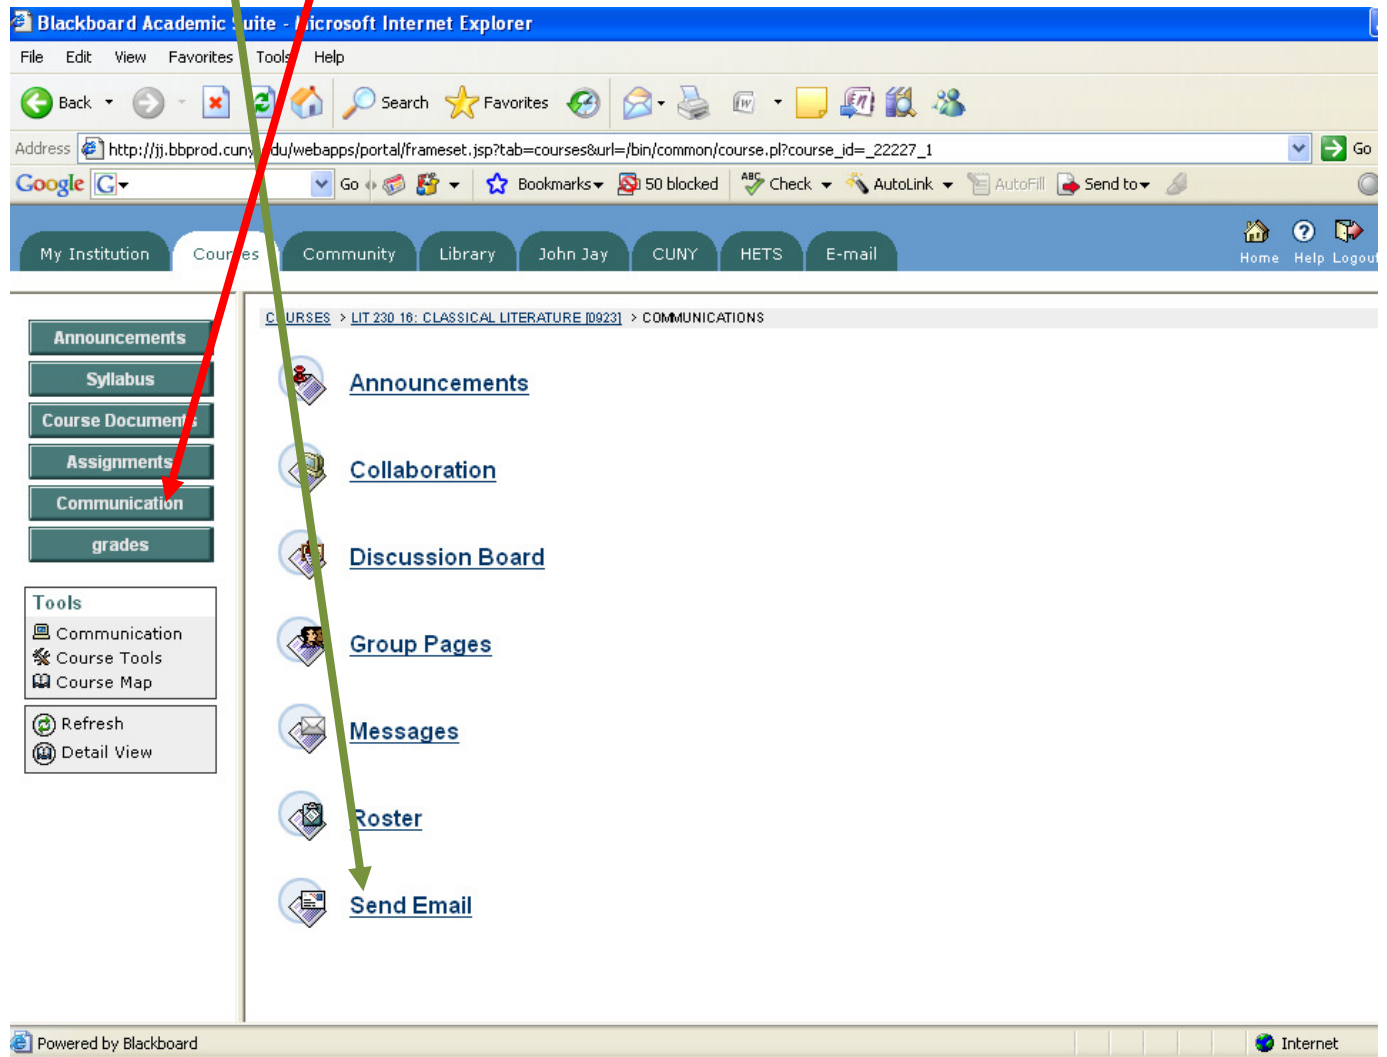 Blackboard Academic Suite - Microsoft Internet Explorer
File Edit View Favorites Tools Help
Back Search Favorites
Address http://jj.bbprod.cuny.edu/webapps/portal/frameset.jsp?tab=courses&url=/bin/common/course.pl?course_id=_22227_1 Go
Google G Go Bookmarks 50 blocked ABC Check AutoLink AutoFill Send to
My Institution Courses Community Library John Jay CUNY HETS E-mail Home Help Logout
COURSES > LIT 230 16: CLASSICAL LITERATURE [0923] > COMMUNICATIONS
Announcements
Syllabus
Course Documents
Assignments
Communication
grades
Tools
Communication
Course Tools
Course Map
Refresh
Detail View
Announcements
Collaboration
Discussion Board
Group Pages
Messages
Roster
Send Email
Powered by Blackboard Internet